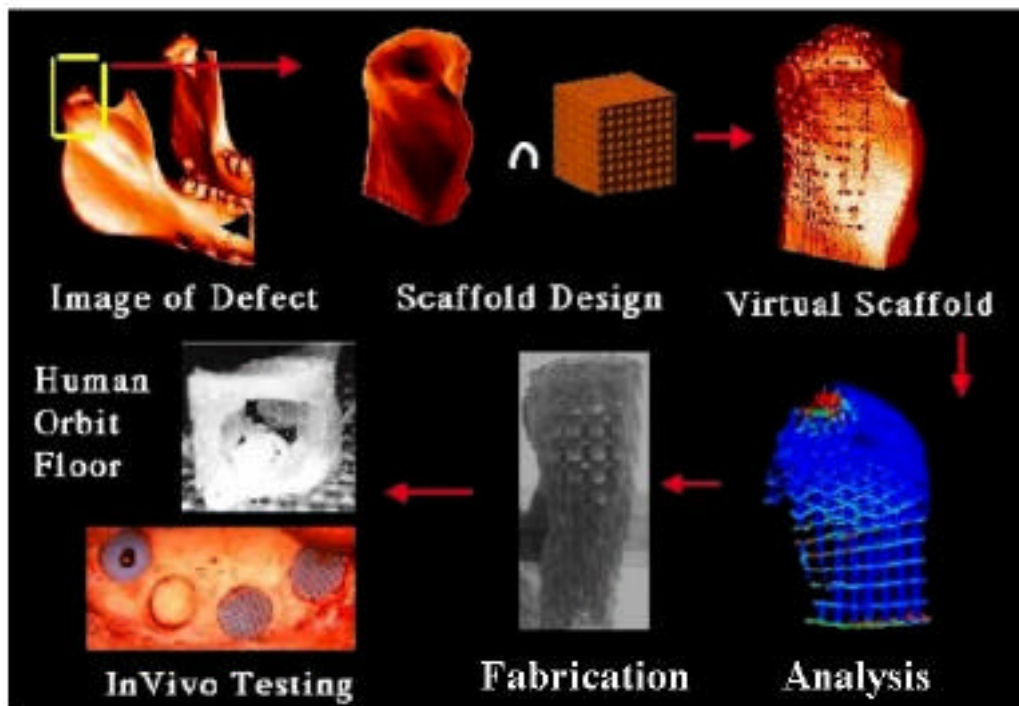 Image of Defect
Scaffold Design
Virtual Scaffold
Human
Orbit
Floor
InVivo Testing
Fabrication
Analysis